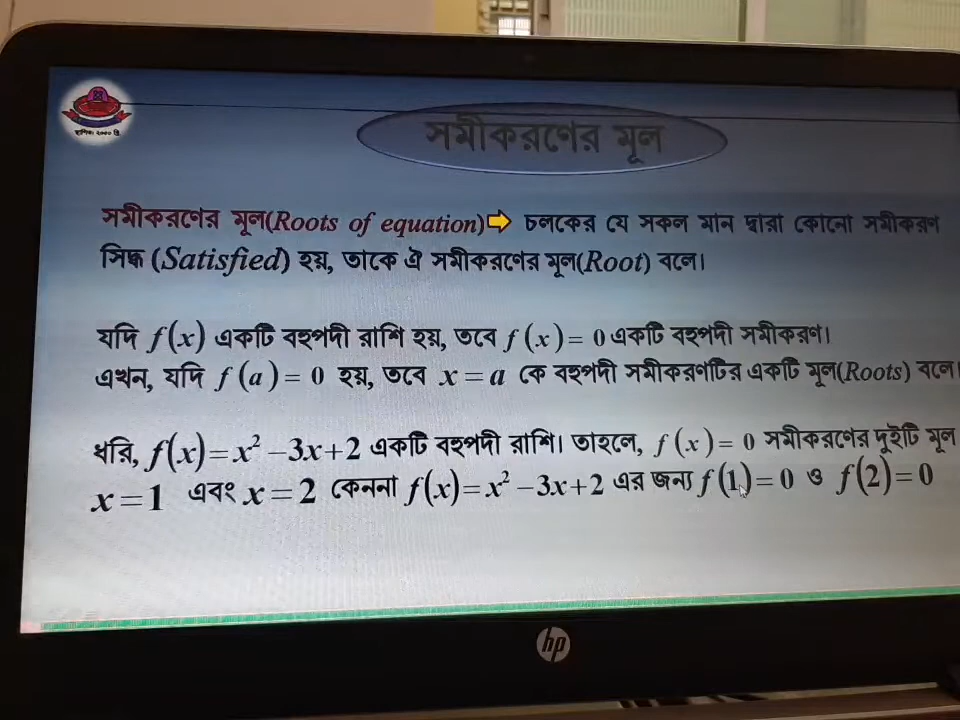 স্থাপিতঃ ২০০০ খ্রি
সমীকরণের মূল
সমীকরণের মূল(Roots of equation)➡ চলকের যে সকল মান দ্বারা কোনো সমীকরণ
সিদ্ধ (Satisfied) হয়, তাকে ঐ সমীকরণের মূল(Root) বলে।
যদি f(x) একটি বহুপদী রাশি হয়, তবে f(x)= 0 একটি বহুপদী সমীকরণ।
এখন, যদি f(a)= 0 হয়, তবে x=a কে বহুপদী সমীকরণটির একটি মূল(Roots) বলে।
ধরি, f(x)=x² –3x+2 একটি বহুপদী রাশি। তাহলে, f(x)= 0 সমীকরণের দুইটি মূল
x=1 এবং x=2 কেননা f(x)=x² –3x+2 এর জন্য f(1)=0 ও f(2)=0
hp